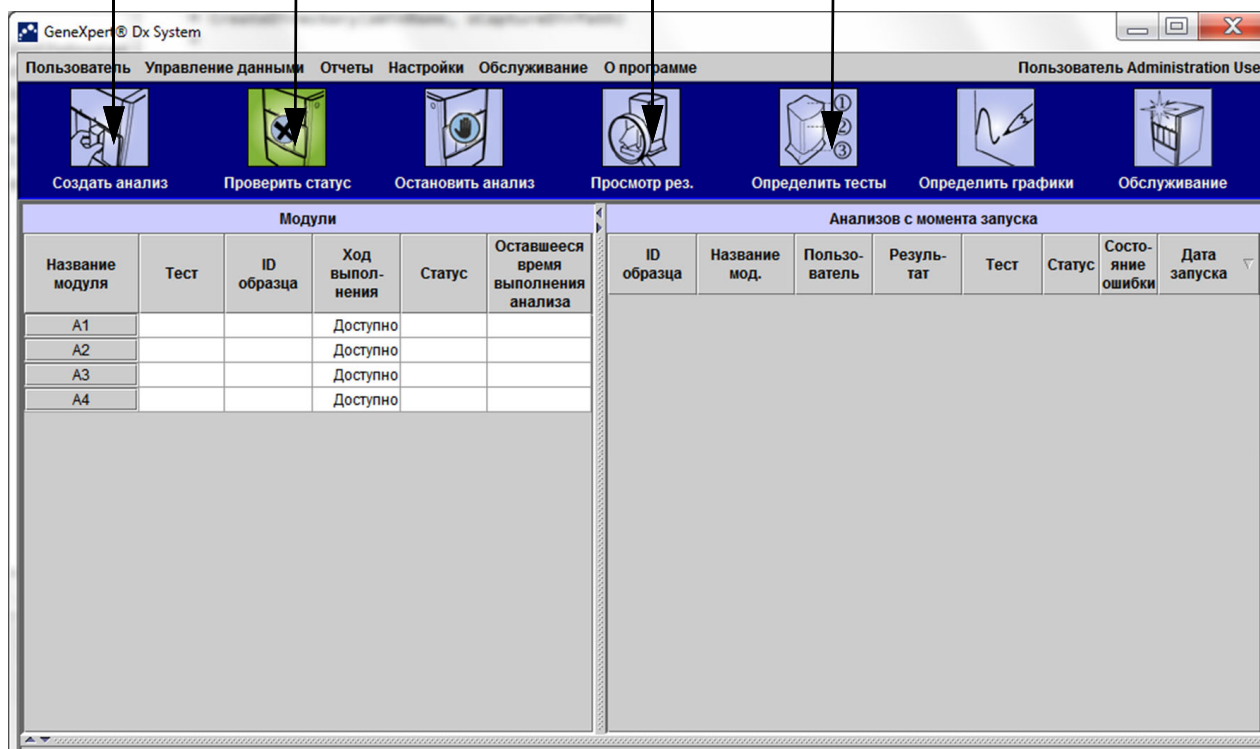 GeneXpert® Dx System
Пользователь Управление данными Отчеты Настройки Обслуживание О программе Пользователь Administration Use
① ② ③
Создать анализ Проверить статус Остановить анализ Просмотр рез. Определить тесты Определить графики Обслуживание
Модули
Название модуля Тест ID образца Ход выпол- нения Статус Оставшееся время выполнения анализа
A1 Доступно
A2 Доступно
A3 Доступно
A4 Доступно
Анализов с момента запуска
ID образца Название мод. Пользо- ватель Резуль- тат Тест Статус Состо- яние ошибки Дата запуска